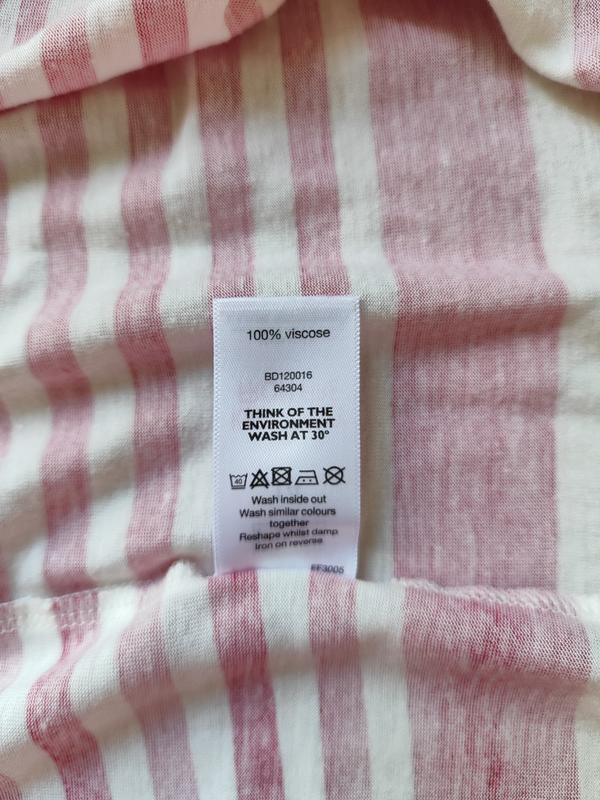 100% viscose
BD120016
64304
THINK OF THE
ENVIRONMENT
WASH AT 30°
40
Wash inside out
Wash similar colours
together
Reshape whilst damp
Iron on reverse
EF3005